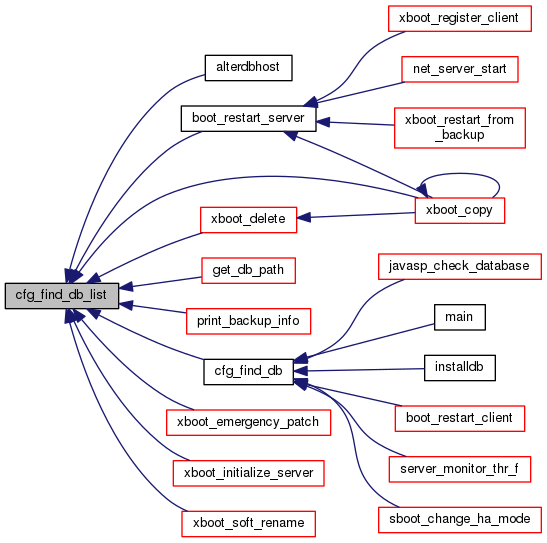 xboot_register_client
alterdbhost
net_server_start
boot_restart_server
xboot_restart_from
_backup
xboot_copy
xboot_delete
get_db_path
javasp_check_database
cfg_find_db_list
print_backup_info
main
cfg_find_db
installdb
xboot_emergency_patch
boot_restart_client
xboot_initialize_server
server_monitor_thr_f
xboot_soft_rename
sboot_change_ha_mode